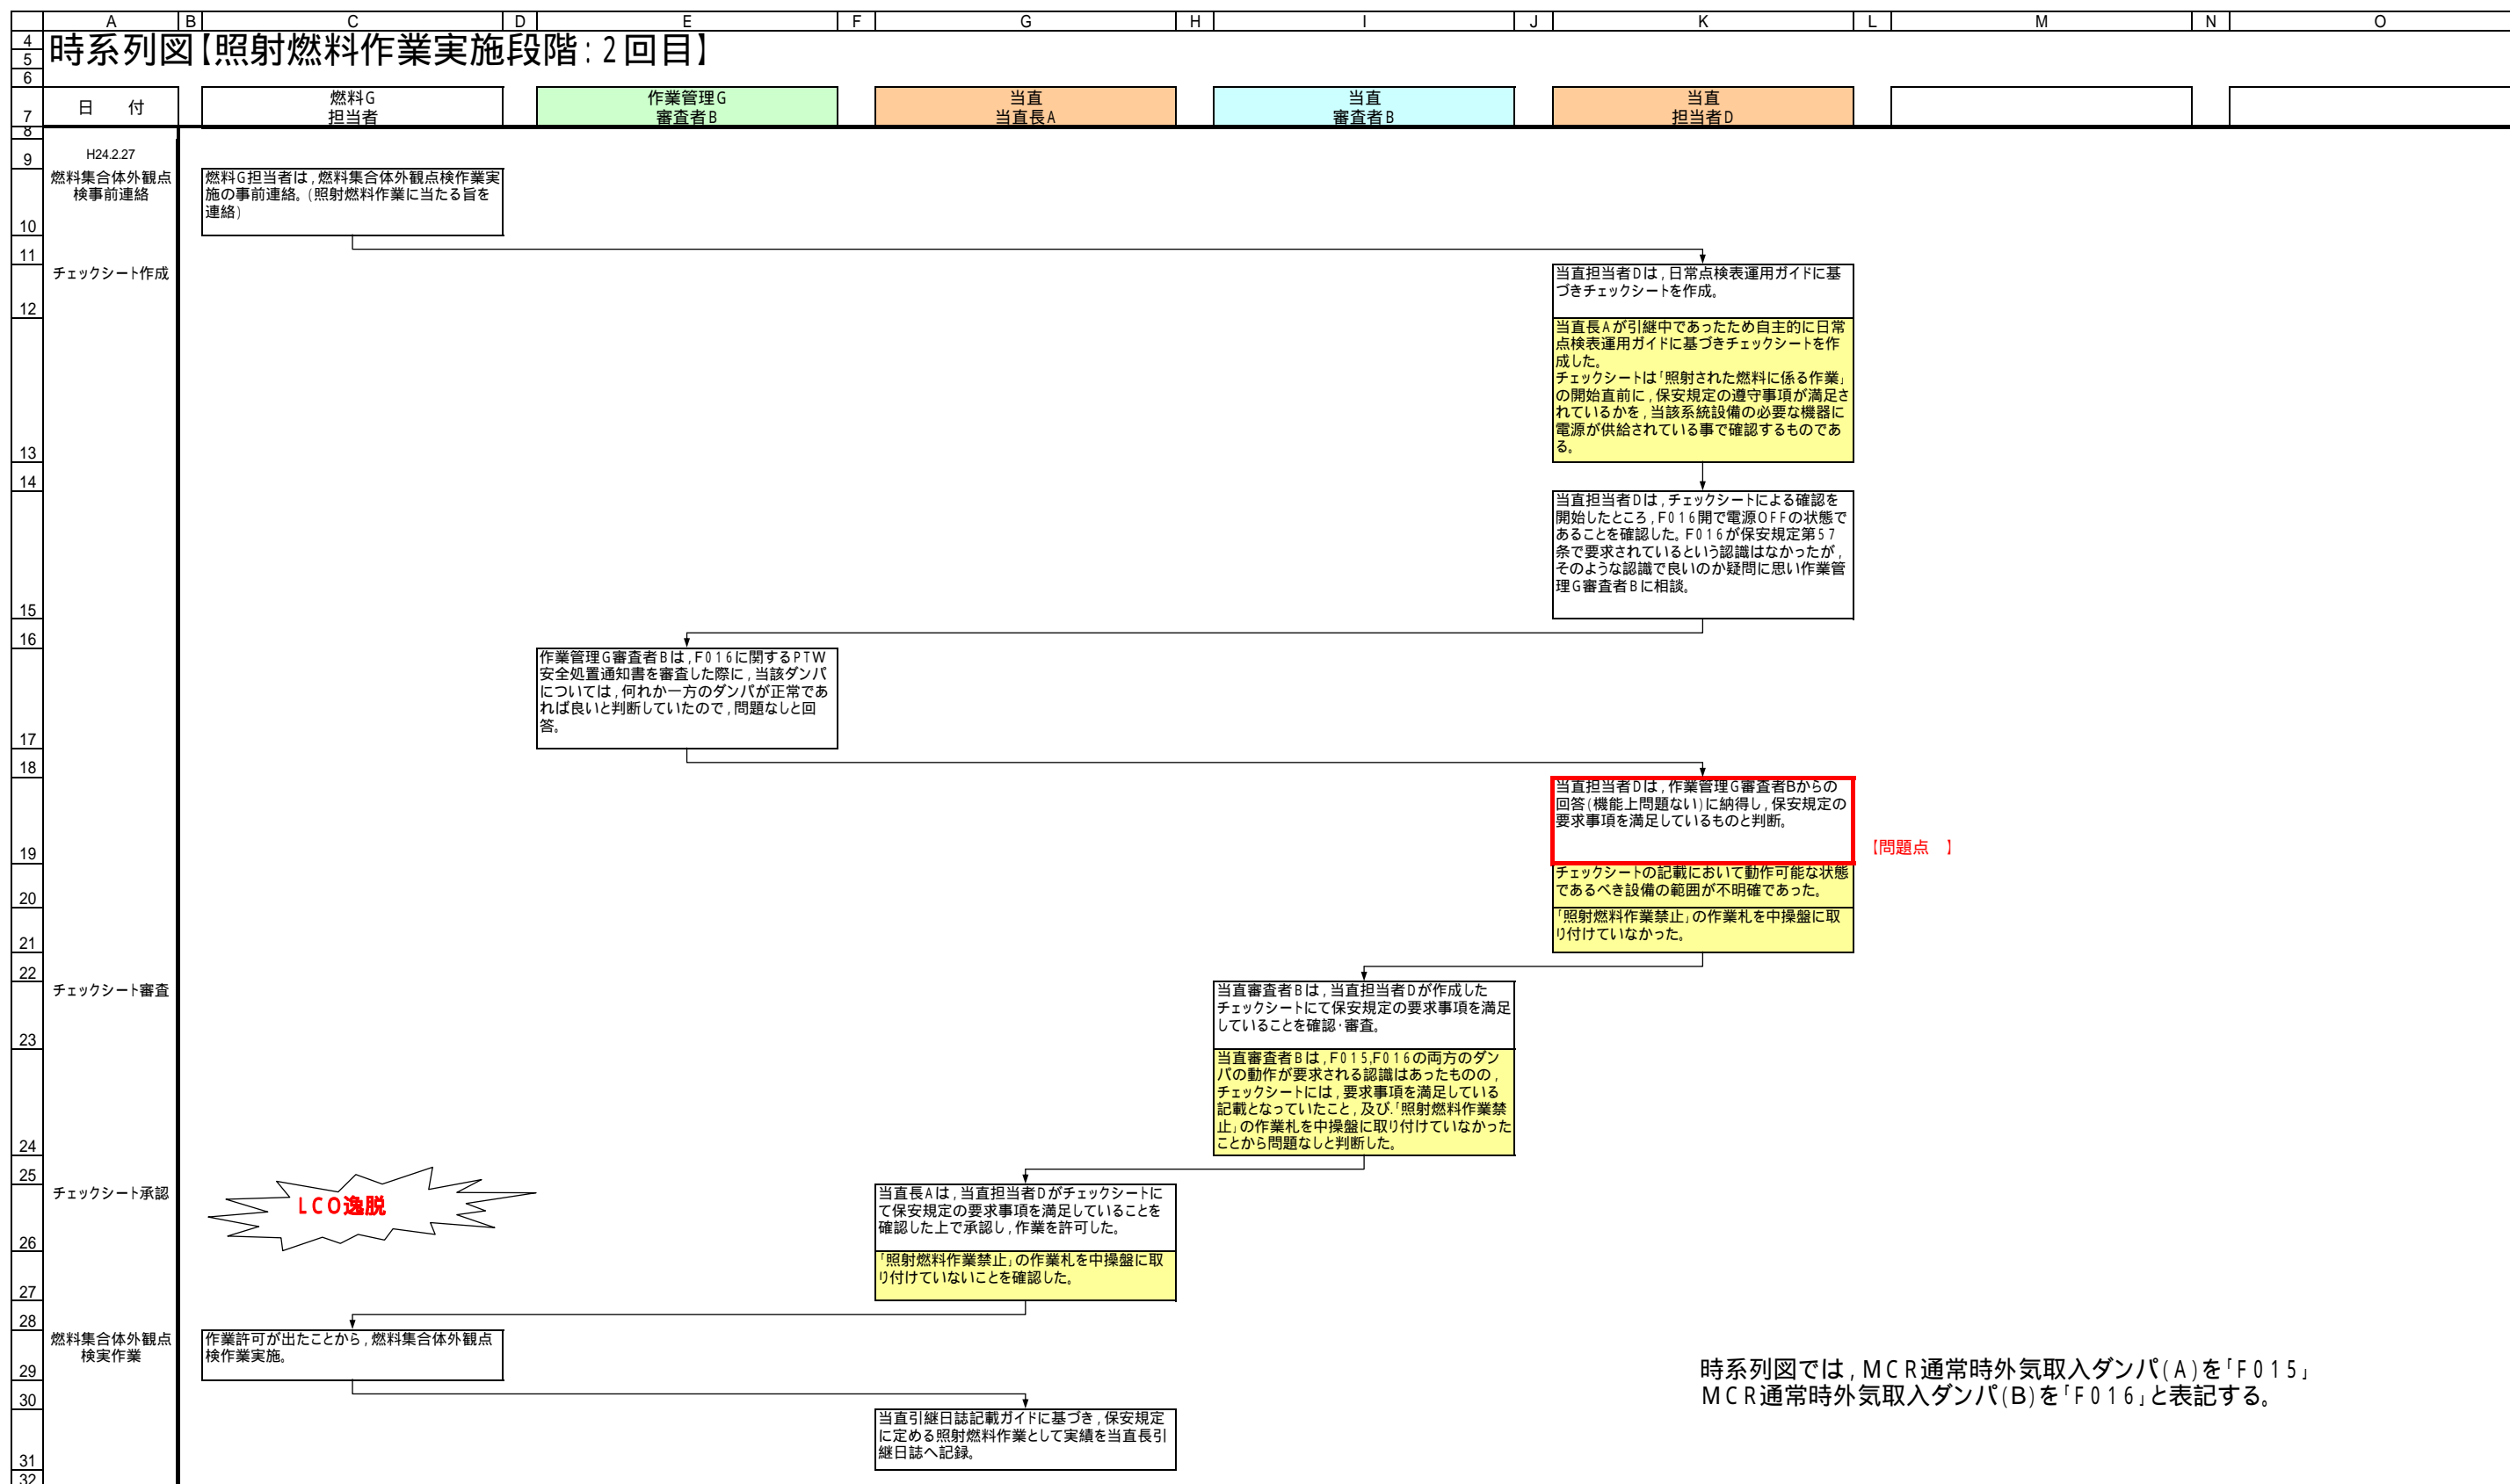 A B C D E F G H I J K L M N O
4
5
6
7
8
9
10
11
12
13
14
15
16
17
18
19
20
21
22
23
24
25
26
27
28
29
30
31
32
時系列図【照射燃料作業実施段階：2回目】
日　付
燃料G
担当者
作業管理G
審査者B
当直
当直長A
当直
審査者B
当直
担当者D
H24.2.27
燃料集合体外観点
検事前連絡
燃料G担当者は，燃料集合体外観点検作業実
施の事前連絡。（照射燃料作業に当たる旨を
連絡）
チェックシート作成
当直担当者Dは，日常点検表運用ガイドに基
づきチェックシートを作成。
当直長Aが引継中であったため自主的に日常
点検表運用ガイドに基づきチェックシートを作
成した。
チェックシートは「照射された燃料に係る作業」
の開始直前に，保安規定の遵守事項が満足さ
れているかを，当該系統設備の必要な機器に
電源が供給されている事で確認するものであ
る。
当直担当者Dは，チェックシートによる確認を
開始したところ，F016開で電源OFFの状態で
あることを確認した。F016が保安規定第57
条で要求されているという認識はなかったが，
そのような認識で良いのか疑問に思い作業管
理G審査者Bに相談。
作業管理G審査者Bは，F016に関するPTW
安全処置通知書を審査した際に，当該ダンパ
については，何れか一方のダンパが正常であ
れば良いと判断していたので，問題なしと回
答。
当直担当者Dは，作業管理G審査者Bからの
回答（機能上問題ない）に納得し，保安規定の
要求事項を満足しているものと判断。
【問題点　】
チェックシートの記載において動作可能な状態
であるべき設備の範囲が不明確であった。
「照射燃料作業禁止」の作業札を中操盤に取
り付けていなかった。
チェックシート審査
当直審査者Bは，当直担当者Dが作成した
チェックシートにて保安規定の要求事項を満足
していることを確認・審査。
当直審査者Bは，F015,F016の両方のダン
パの動作が要求される認識はあったものの，
チェックシートには，要求事項を満足している
記載となっていたこと，及び，「照射燃料作業禁
止」の作業札を中操盤に取り付けていなかった
ことから問題なしと判断した。
チェックシート承認
LCO逸脱
当直長Aは，当直担当者Dがチェックシートに
て保安規定の要求事項を満足していることを
確認した上で承認し，作業を許可した。
「照射燃料作業禁止」の作業札を中操盤に取
り付けていないことを確認した。
燃料集合体外観点
検実作業
作業許可が出たことから，燃料集合体外観点
検作業実施。
時系列図では，MCR通常時外気取入ダンパ(A)を「F015」
MCR通常時外気取入ダンパ(B)を「F016」と表記する。
当直引継日誌記載ガイドに基づき，保安規定
に定める照射燃料作業として実績を当直長引
継日誌へ記録。